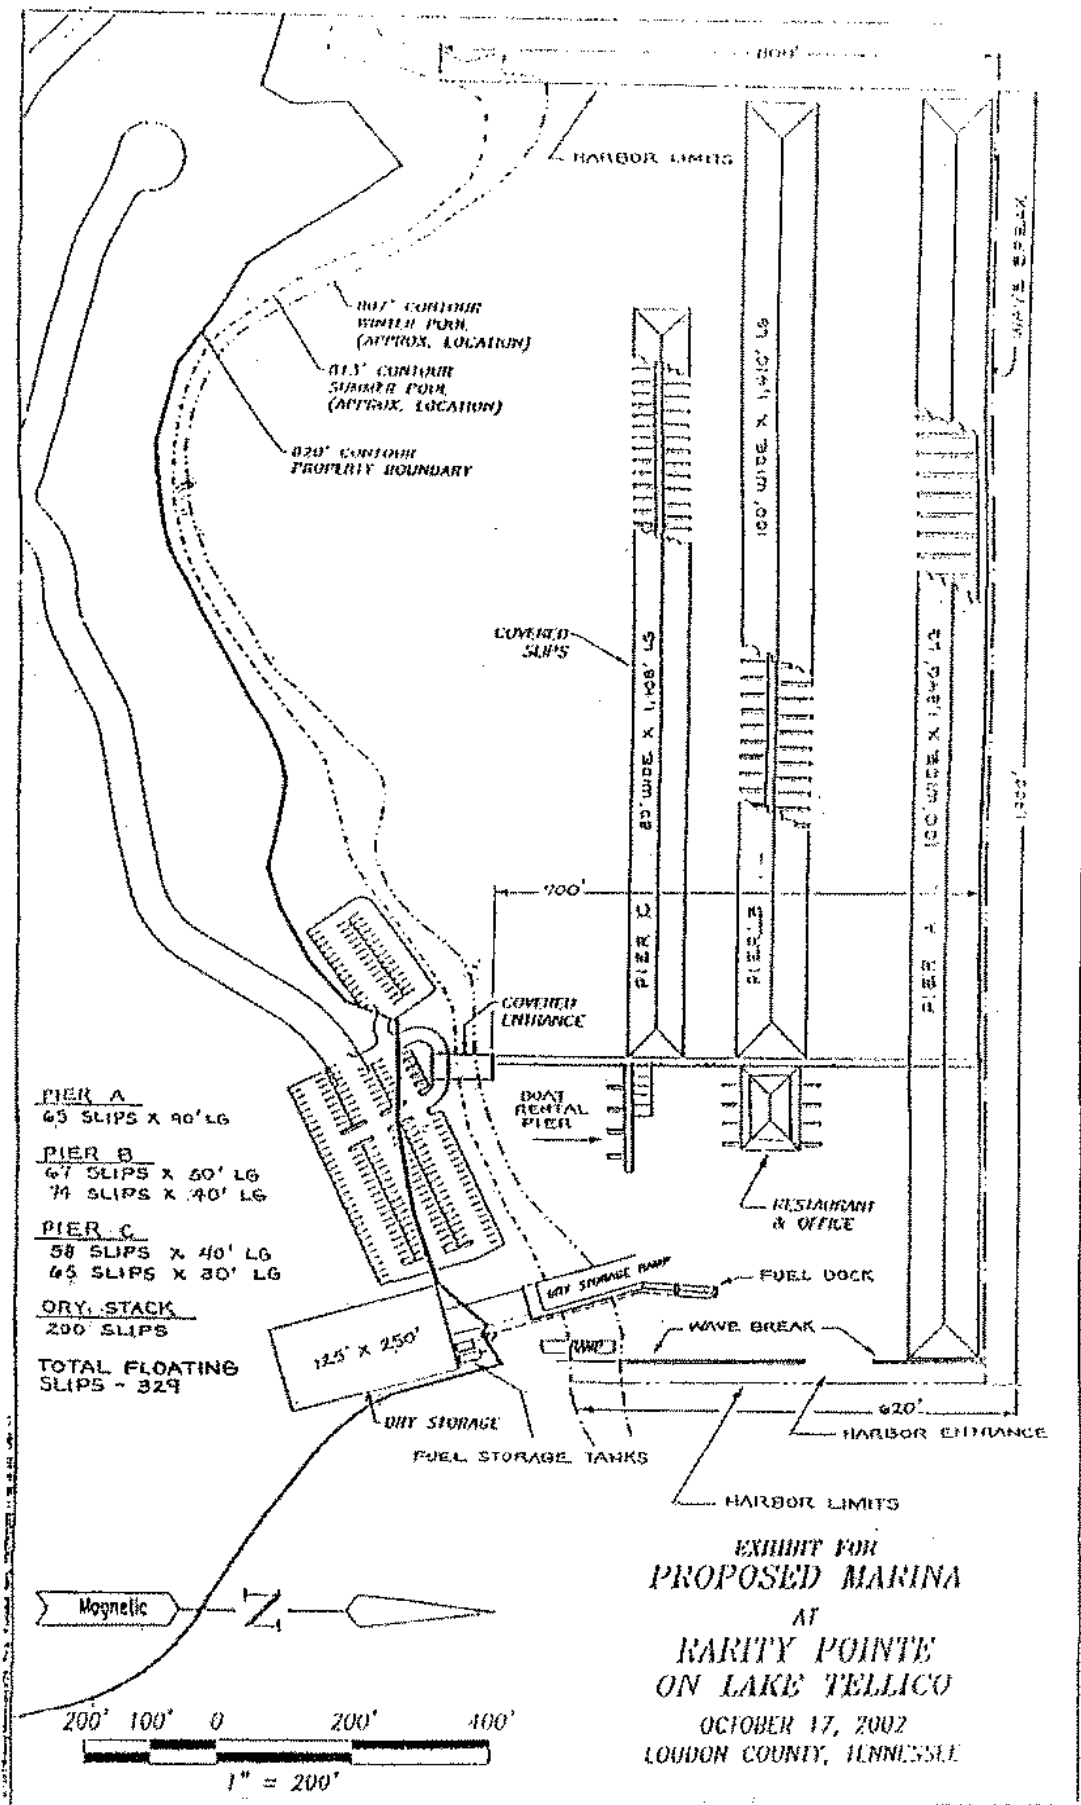 800'
HARBOR LIMITS
WAVE BREAK
807' CONTOUR
WINTER POOL
(APPROX. LOCATION)
813' CONTOUR
SUMMER POOL
(APPROX. LOCATION)
820' CONTOUR
PROPERTY BOUNDARY
COVERED
SLIPS
80' WIDE X 1,108' LG
100' WIDE X 1,410' LG
100' WIDE X 1,840' LG
700'
PIER C
PIER B
PIER A
COVERED
ENTRANCE
BOAT
RENTAL
PIER
RESTAURANT
& OFFICE
PIER A
65 SLIPS X 90' LG
PIER B
67 SLIPS X 50' LG
74 SLIPS X 40' LG
PIER C
58 SLIPS X 40' LG
65 SLIPS X 30' LG
DRY STACK
200 SLIPS
TOTAL FLOATING
SLIPS - 329
DRY STORAGE RAMP
FUEL DOCK
125' X 250'
RAMP
WAVE BREAK
DRY STORAGE
620'
HARBOR ENTRANCE
FUEL STORAGE TANKS
HARBOR LIMITS
EXHIBIT FOR
PROPOSED MARINA
AT
RARITY POINTE
ON LAKE TELLICO
OCTOBER 17, 2002
LOUDON COUNTY, TENNESSEE
Magnetic
N
200' 100' 0 200' 400'
1" = 200'